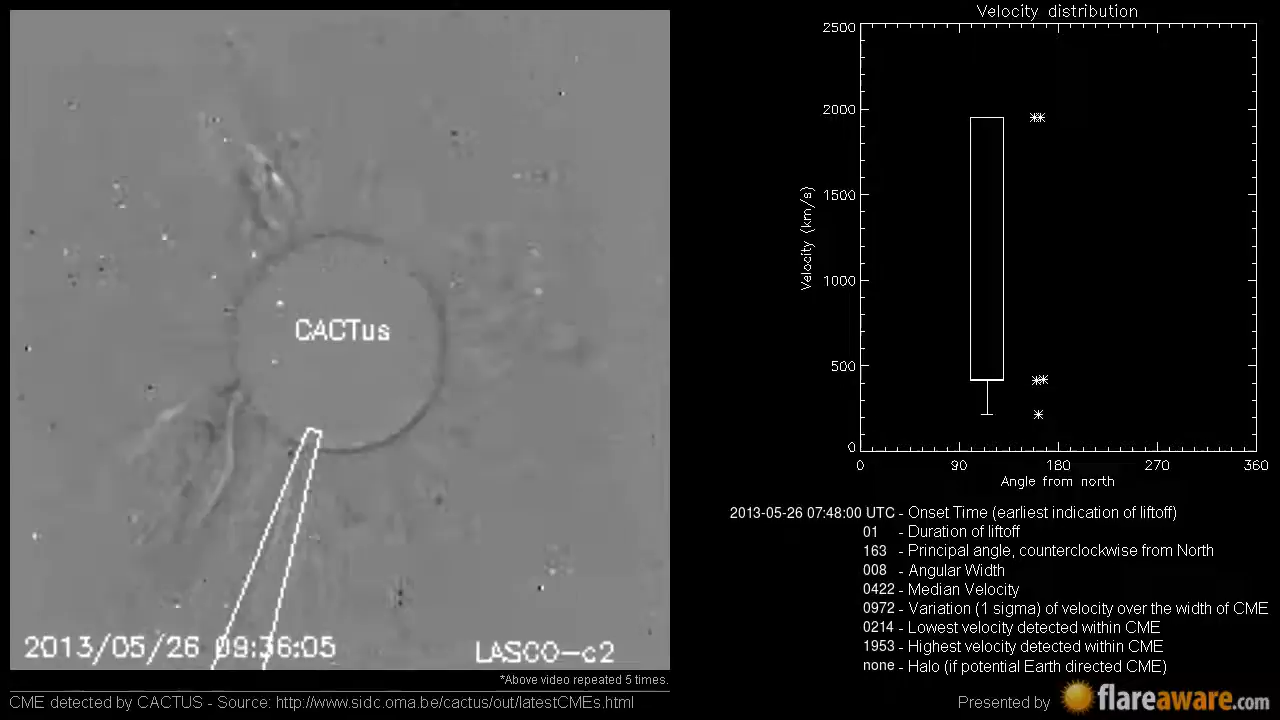 Velocity distribution
2500
2000
1500
1000
500
0
Velocity (km/s)
0 90 180 270 360
Angle from north
CACTus
2013/05/26 09:36:05
LASCO-c2
*Above video repeated 5 times.
CME detected by CACTUS - Source: http://www.sidc.oma.be/cactus/out/latestCMEs.html
2013-05-26 07:48:00 UTC - Onset Time (earliest indication of liftoff)
01 - Duration of liftoff
163 - Principal angle, counterclockwise from North
008 - Angular Width
0422 - Median Velocity
0972 - Variation (1 sigma) of velocity over the width of CME
0214 - Lowest velocity detected within CME
1953 - Highest velocity detected within CME
none - Halo (if potential Earth directed CME)
Presented by flareaware.com